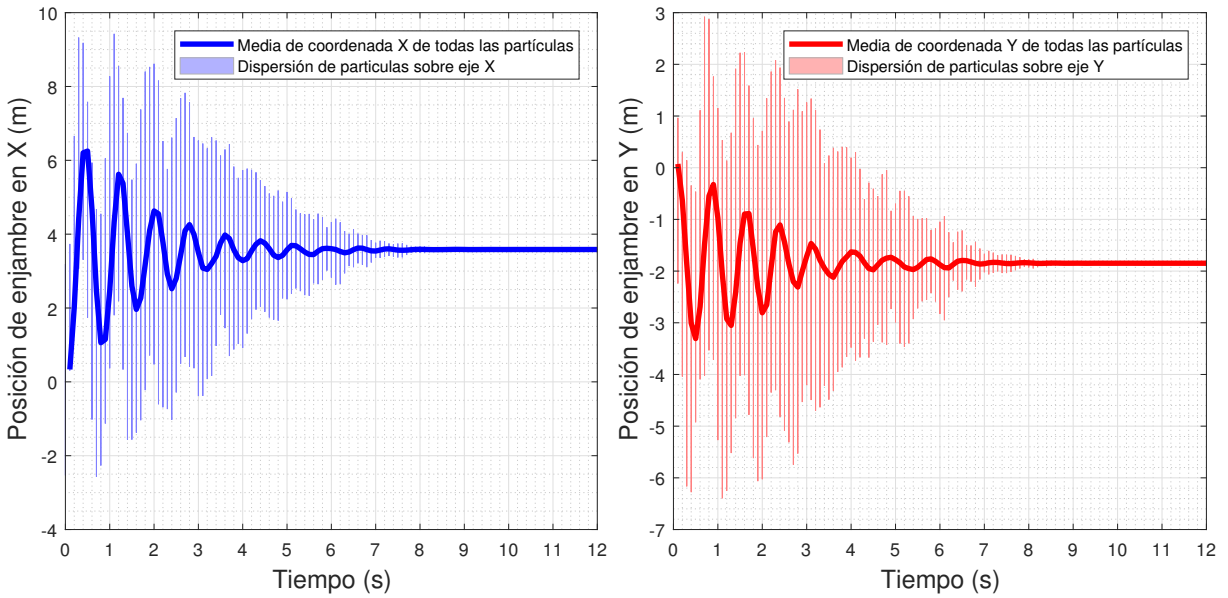 Posición de enjambre en X (m)
10
8
6
4
2
0
-2
-4
Media de coordenada X de todas las partículas
Dispersión de particulas sobre eje X
0 1 2 3 4 5 6 7 8 9 10 11 12
Tiempo (s)
Posición de enjambre en Y (m)
3
2
1
0
-1
-2
-3
-4
-5
-6
-7
Media de coordenada Y de todas las partículas
Dispersión de particulas sobre eje Y
0 1 2 3 4 5 6 7 8 9 10 11 12
Tiempo (s)